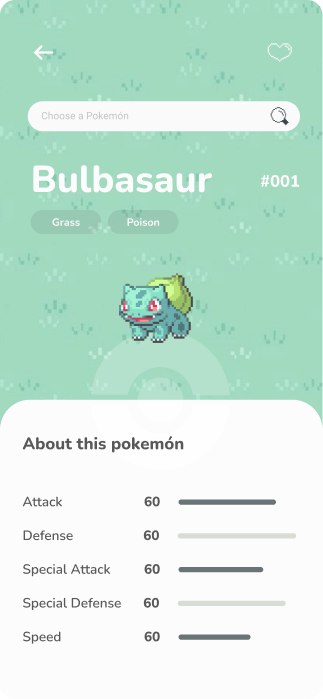 Choose a Pokemón
Bulbasaur
#001
Grass
Poison
About this pokemón
Attack 60
Defense 60
Special Attack 60
Special Defense 60
Speed 60